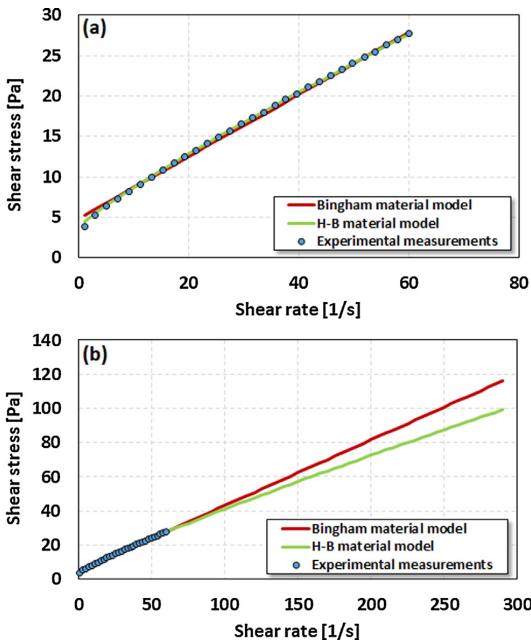 (a)
30
25
20
15
10
5
0
Shear stress [Pa]
Bingham material model
H-B material model
Experimental measurements
0 20 40 60 80
Shear rate [1/s]
(b)
140
120
100
80
60
40
20
0
Shear stress [Pa]
Bingham material model
H-B material model
Experimental measurements
0 50 100 150 200 250 300
Shear rate [1/s]